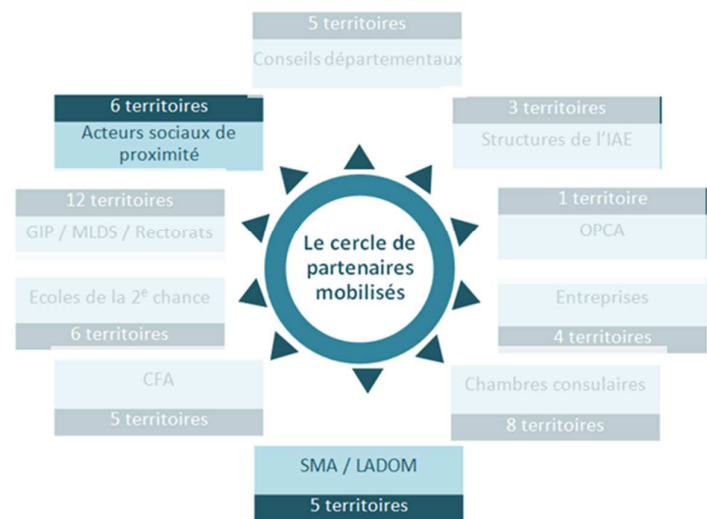 5 territoires
Conseils départementaux
6 territoires
Acteurs sociaux de
proximité
3 territoires
Structures de l'IAE
12 territoires
GIP / MLDS / Rectorats
1 territoire
OPCA
Le cercle de
partenaires
mobilisés
Ecoles de la 2e chance
6 territoires
Entreprises
4 territoires
CFA
5 territoires
Chambres consulaires
8 territoires
SMA / LADOM
5 territoires